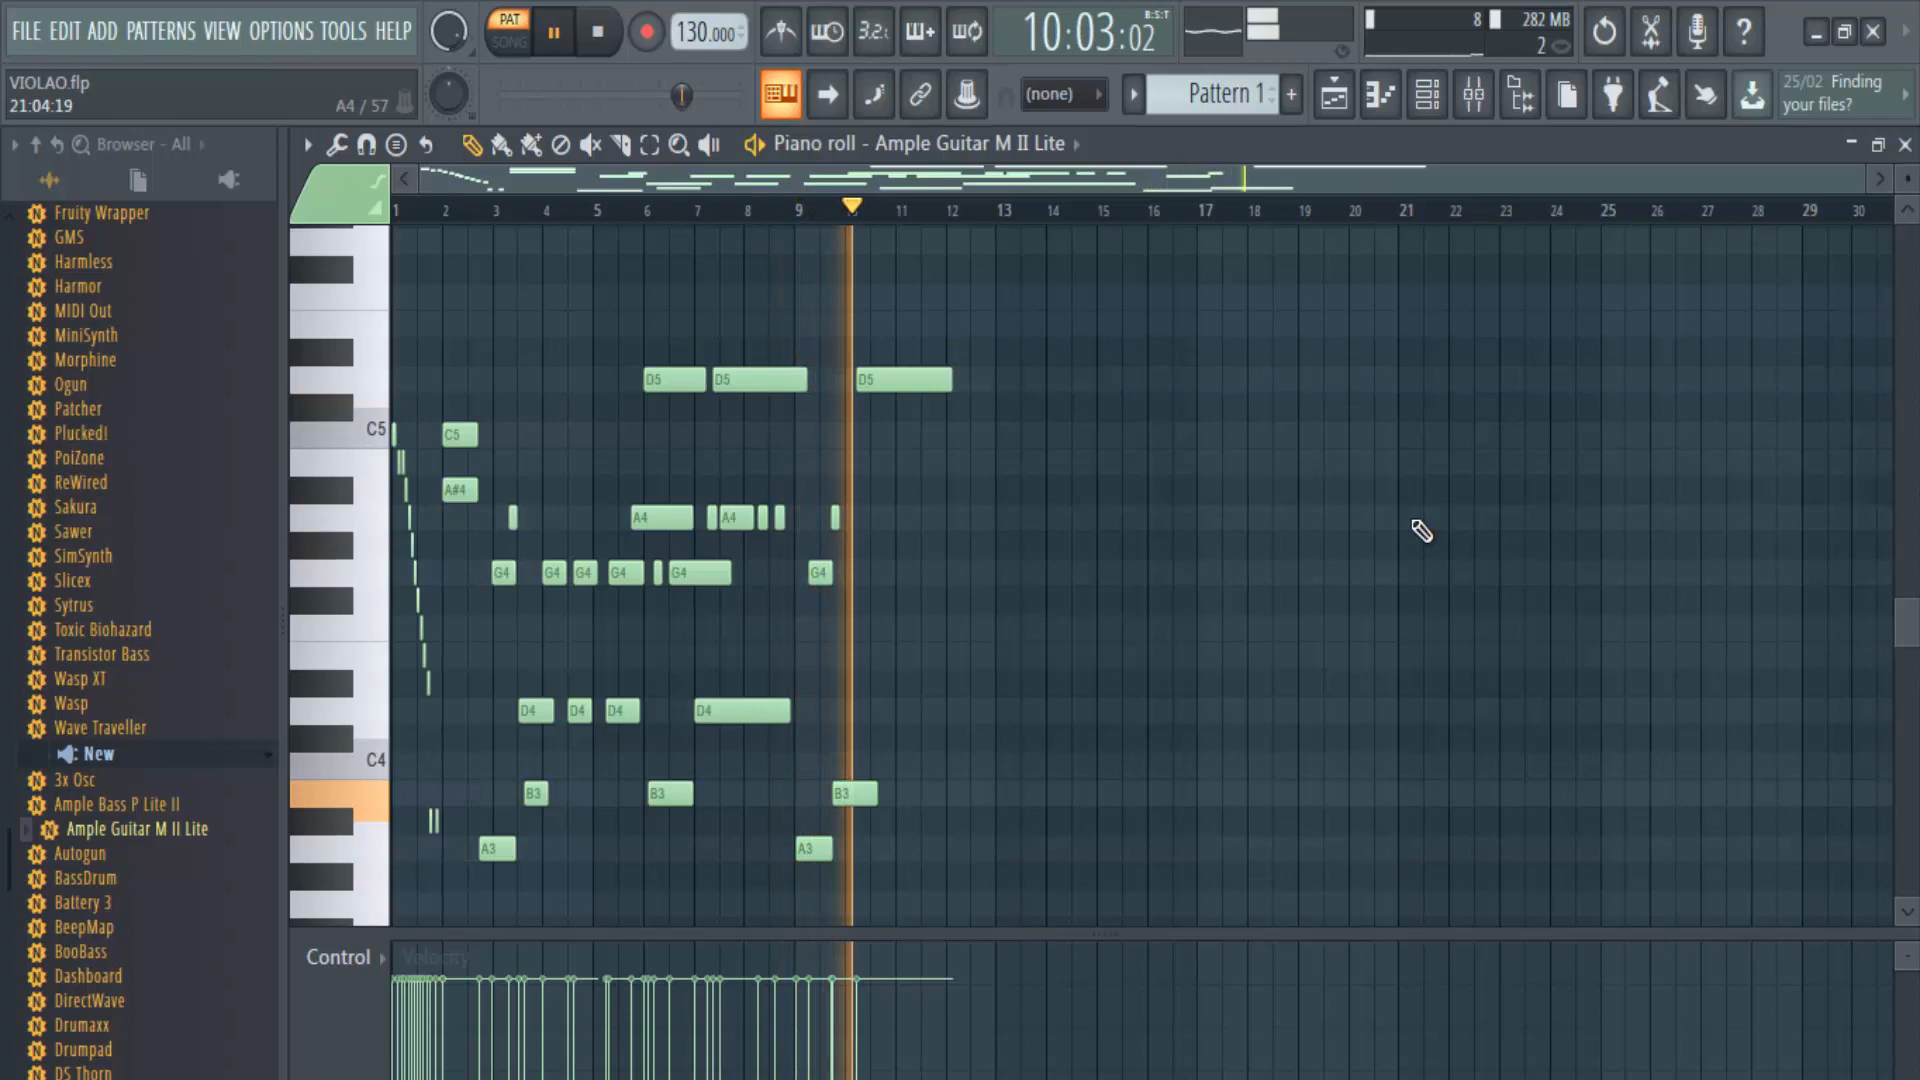 FILE EDIT ADD PATTERNS VIEW OPTIONS TOOLS HELP
PAT
SONG
130.000
3.2
10:03:02
B:S:T
8
282 MB
2
VIOLAO.flp
21:04:19
A4 / 57
(none)
Pattern 1
+
25/02 Finding
your files?
Browser - All
Piano roll - Ample Guitar M II Lite
1 2 3 4 5 6 7 8 9 11 12 13 14 15 16 17 18 19 20 21 22 23 24 25 26 27 28 29 30
Fruity Wrapper
GMS
Harmless
Harmor
MIDI Out
MiniSynth
Morphine
Ogun
Patcher
Plucked!
PoiZone
ReWired
Sakura
Sawer
SimSynth
Slicex
Sytrus
Toxic Biohazard
Transistor Bass
Wasp XT
Wasp
Wave Traveller
New
3x Osc
Ample Bass P Lite II
Ample Guitar M II Lite
Autogun
BassDrum
Battery 3
BeepMap
BooBass
Dashboard
DirectWave
Drumaxx
Drumpad
DS Thorn
D5 D5 D5
C5
C5
A#4
A4 A4
G4 G4 G4 G4 G4 G4
D4 D4 D4 D4
C4
B3 B3 B3
A3 A3
Control
Velocity